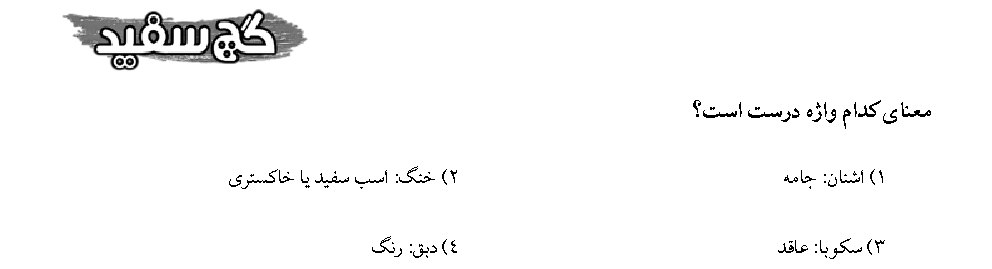 گچ سفید
معنای کدام واژه درست است؟
۱) اشنان: جامه ۲) خنگ: اسب سفید یا خاکستری
۳) سکوبا: عاقد ۴) دبق: رنگ